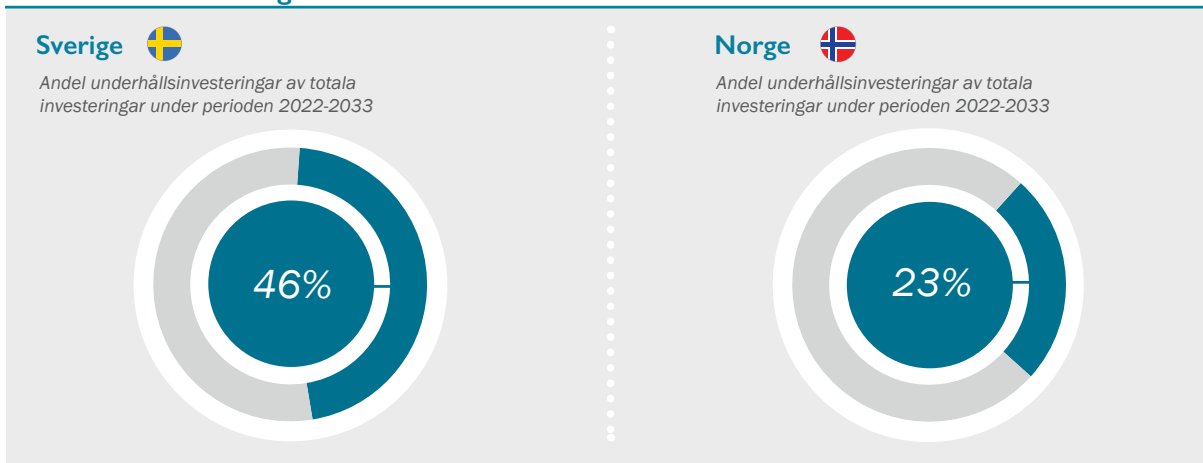 Sverige
Andel underhållsinvesteringar av totala
investeringar under perioden 2022-2033
46%
Norge
Andel underhållsinvesteringar av totala
investeringar under perioden 2022-2033
23%